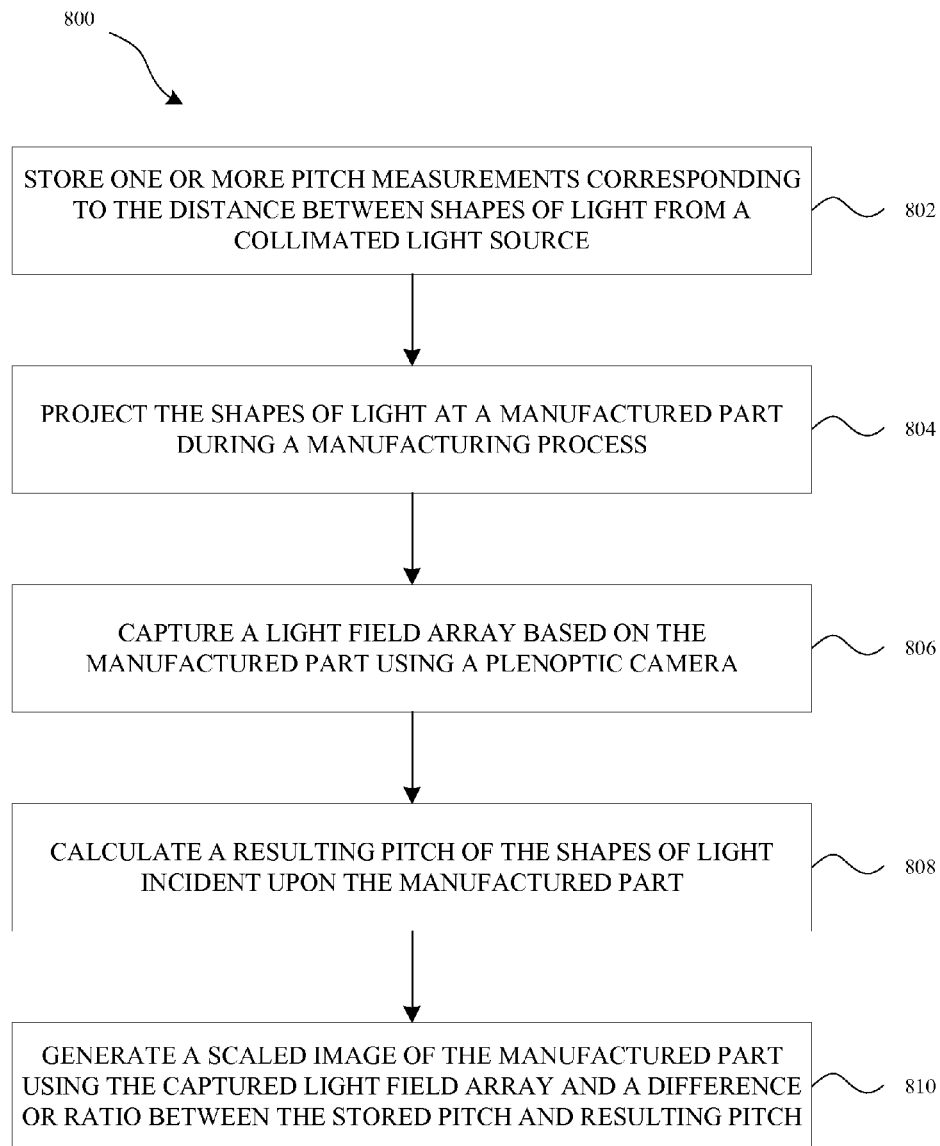 800
STORE ONE OR MORE PITCH MEASUREMENTS CORRESPONDING
TO THE DISTANCE BETWEEN SHAPES OF LIGHT FROM A
COLLIMATED LIGHT SOURCE
802
PROJECT THE SHAPES OF LIGHT AT A MANUFACTURED PART
DURING A MANUFACTURING PROCESS
804
CAPTURE A LIGHT FIELD ARRAY BASED ON THE
MANUFACTURED PART USING A PLENOPTIC CAMERA
806
CALCULATE A RESULTING PITCH OF THE SHAPES OF LIGHT
INCIDENT UPON THE MANUFACTURED PART
808
GENERATE A SCALED IMAGE OF THE MANUFACTURED PART
USING THE CAPTURED LIGHT FIELD ARRAY AND A DIFFERENCE
OR RATIO BETWEEN THE STORED PITCH AND RESULTING PITCH
810